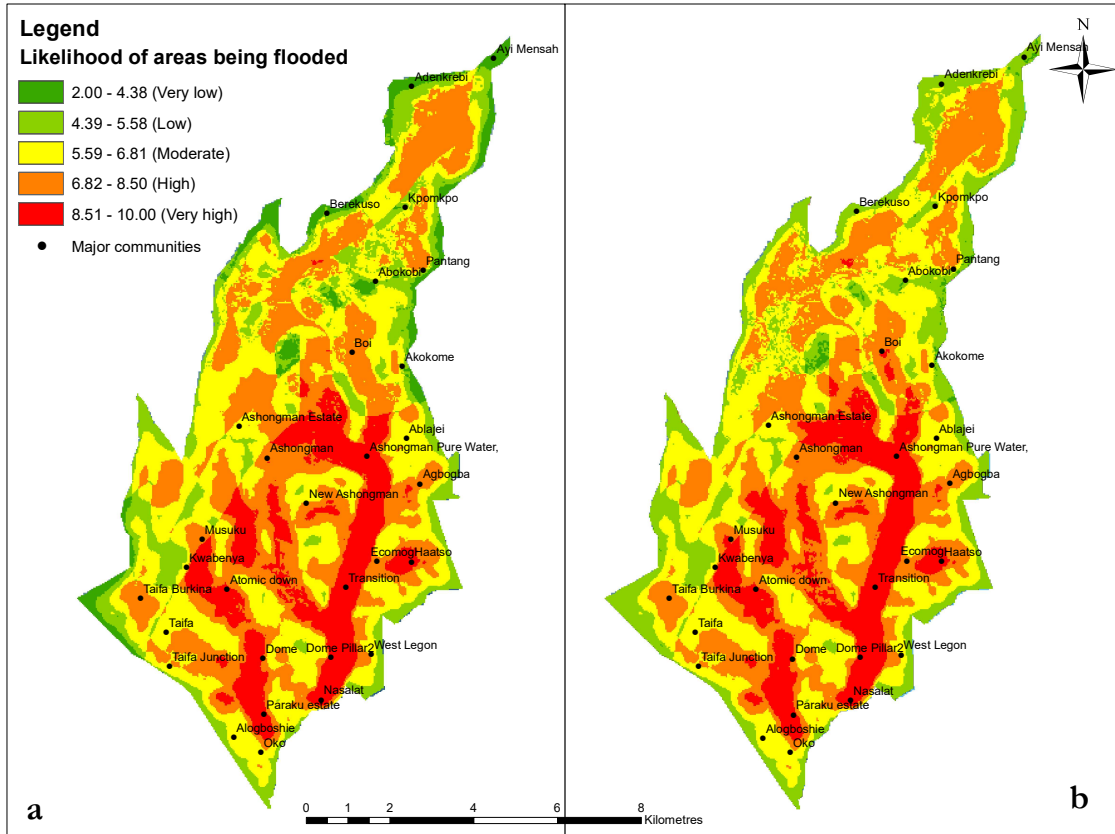 Legend
Likelihood of areas being flooded
2.00 - 4.38 (Very low)
4.39 - 5.58 (Low)
5.59 - 6.81 (Moderate)
6.82 - 8.50 (High)
8.51 - 10.00 (Very high)
Major communities
Ayi Mensah
Adenkrebi
Berekuso
Kpomkpo
Pantang
Abokobi
Boi
Akokome
Ashongman Estate
Ablajei
Ashongman
Ashongman Pure Water,
Agbogba
New Ashongman
Musuku
Kwabenya
Ecomog
Haatso
Taifa Burkina
Atomic down
Transition
Taifa
Taifa Junction
Dome
Dome Pillar2
West Legon
Nasalat
Paraku estate
Alogboshie
Oko
a
N
Ayi Mensah
Adenkrebi
Berekuso
Kpomkpo
Pantang
Abokobi
Boi
Akokome
Ashongman Estate
Ablajei
Ashongman
Ashongman Pure Water,
Agbogba
New Ashongman
Musuku
Kwabenya
Ecomog
Haatso
Taifa Burkina
Atomic down
Transition
Taifa
Taifa Junction
Dome
Dome Pillar2
West Legon
Nasalat
Paraku estate
Alogboshie
Oko
b
0 1 2 4 6 8
Kilometres